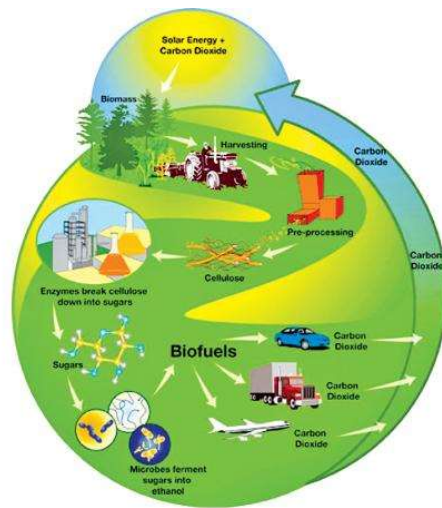 Solar Energy +
Carbon Dioxide
Biomass
Harvesting
Carbon
Dioxide
Pre-processing
Cellulose
Carbon
Dioxide
Enzymes break cellulose
down into sugars
Sugars
Biofuels
Carbon
Dioxide
Carbon
Dioxide
Carbon
Dioxide
Microbes ferment
sugars into
ethanol